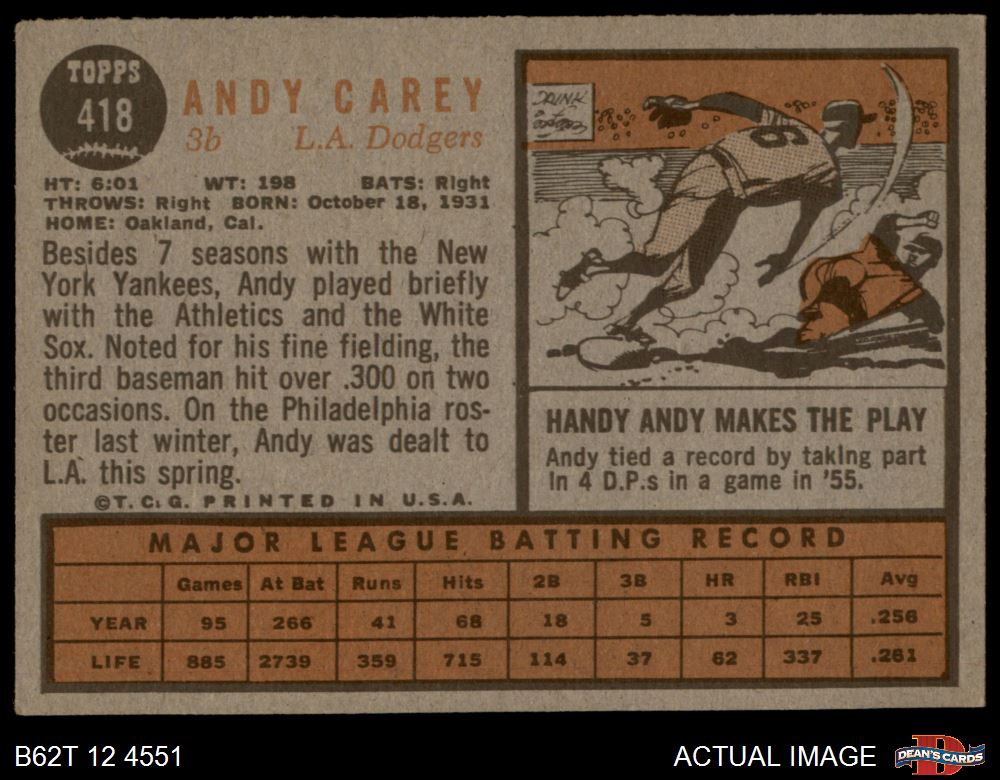 TOPPS
418
ANDY CAREY
3b L.A. Dodgers
HT: 6:01 WT: 198 BATS: Right
THROWS: Right BORN: October 18, 1931
HOME: Oakland, Cal.
Besides 7 seasons with the New
York Yankees, Andy played briefly
with the Athletics and the White
Sox. Noted for his fine fielding, the
third baseman hit over .300 on two
occasions. On the Philadelphia ros-
ter last winter, Andy was dealt to
L.A. this spring.
©T.C.G. PRINTED IN U.S.A.
DRINK
6
HANDY ANDY MAKES THE PLAY
Andy tied a record by taking part
in 4 D.P.s in a game in '55.
MAJOR LEAGUE BATTING RECORD
Games At Bat Runs Hits 2B 3B HR RBI Avg
YEAR 95 266 41 68 18 5 3 25 .256
LIFE 885 2739 359 715 114 37 62 337 .261
B62T 12 4551
ACTUAL IMAGE
DEAN'S CARDS